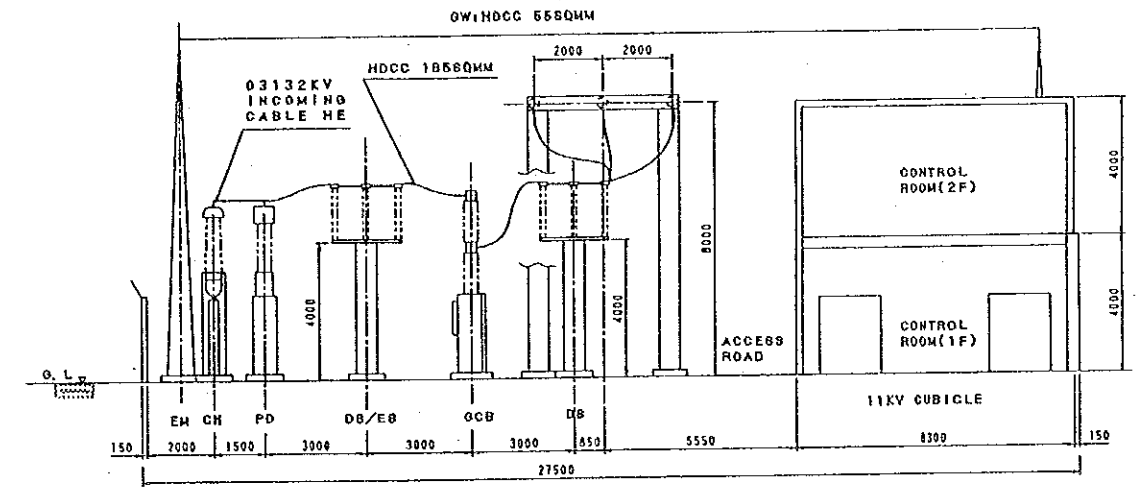 GW:HDCC 55SQMM
2000
2000
HDCC 185SQMM
03132KV
INCOMING
CABLE HE
CONTROL
ROOM(2F)
4000
8000
4000
4000
CONTROL
ROOM(1F)
4000
ACCESS
ROAD
G.L
11KV CUBICLE
EW
CH
PD
DS/ES
GCB
DS
150
2000
1500
3000
3000
3000
850
5550
8300
150
27500